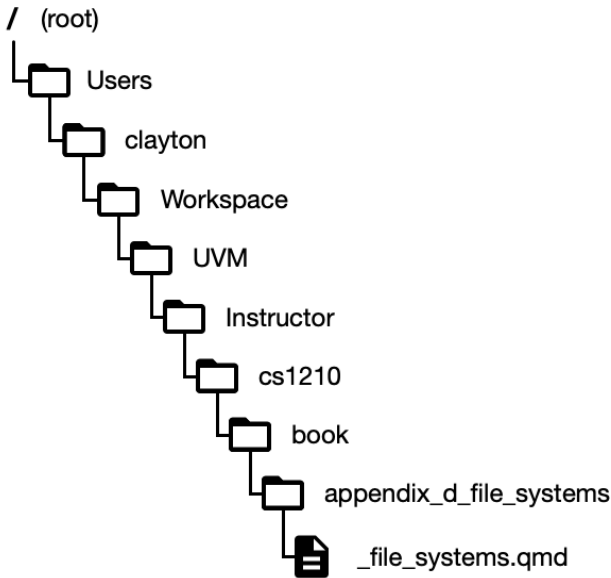 / (root)
Users
clayton
Workspace
UVM
Instructor
cs1210
book
appendix_d_file_systems
_file_systems.qmd